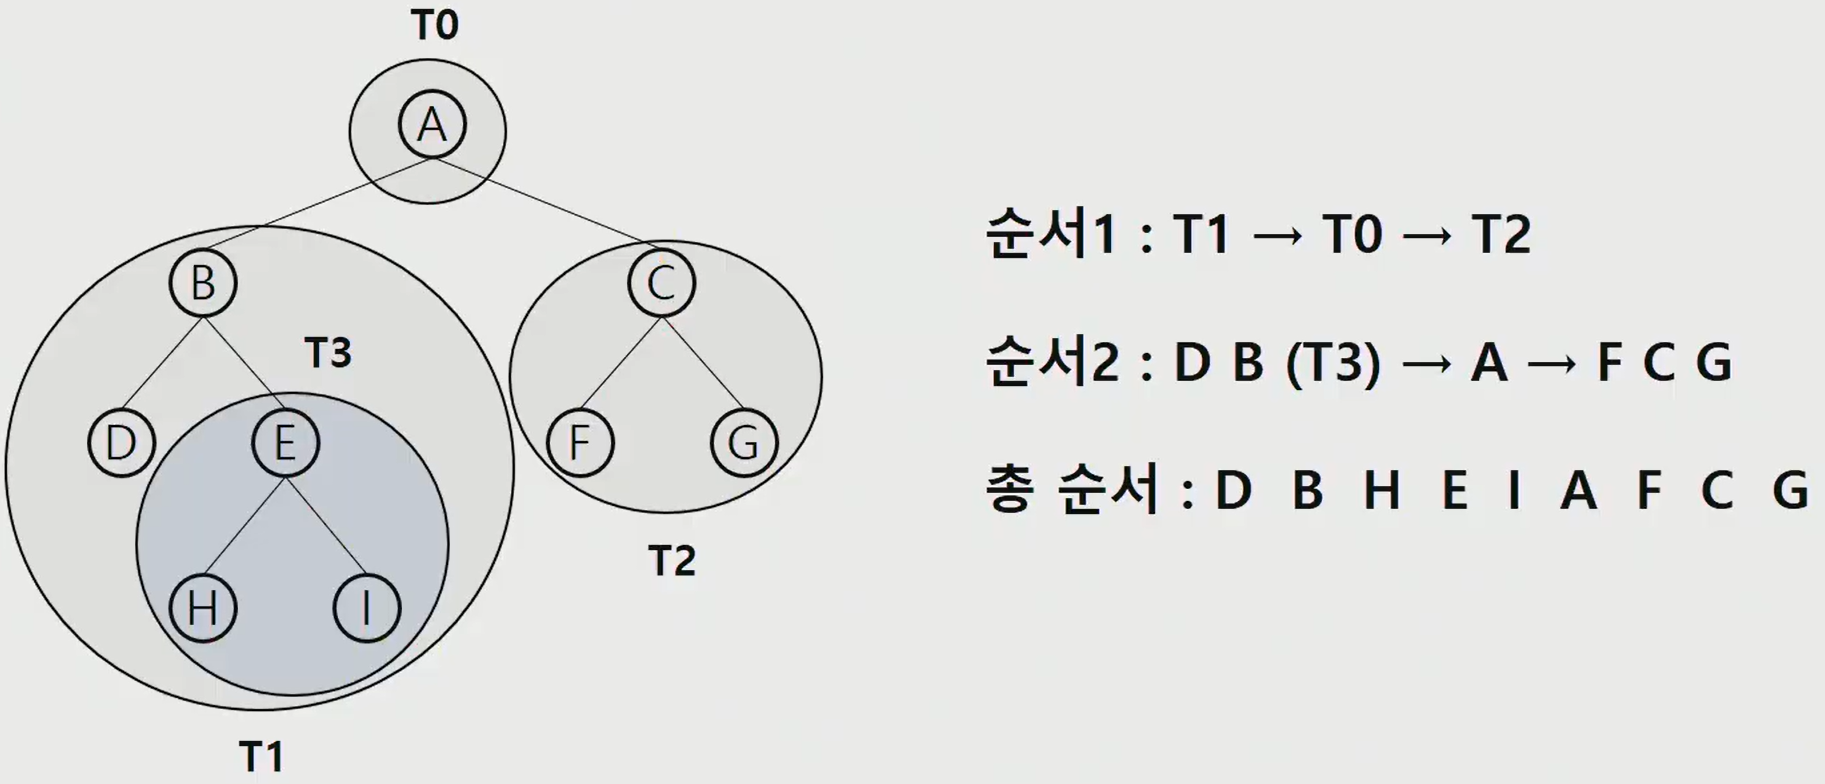 T0
A
B
C
T3
D
E
F
G
H
I
T2
T1
순서1 : T1 → T0 → T2
순서2 : D B (T3) → A → F C G
총 순서 : D B H E I A F C G